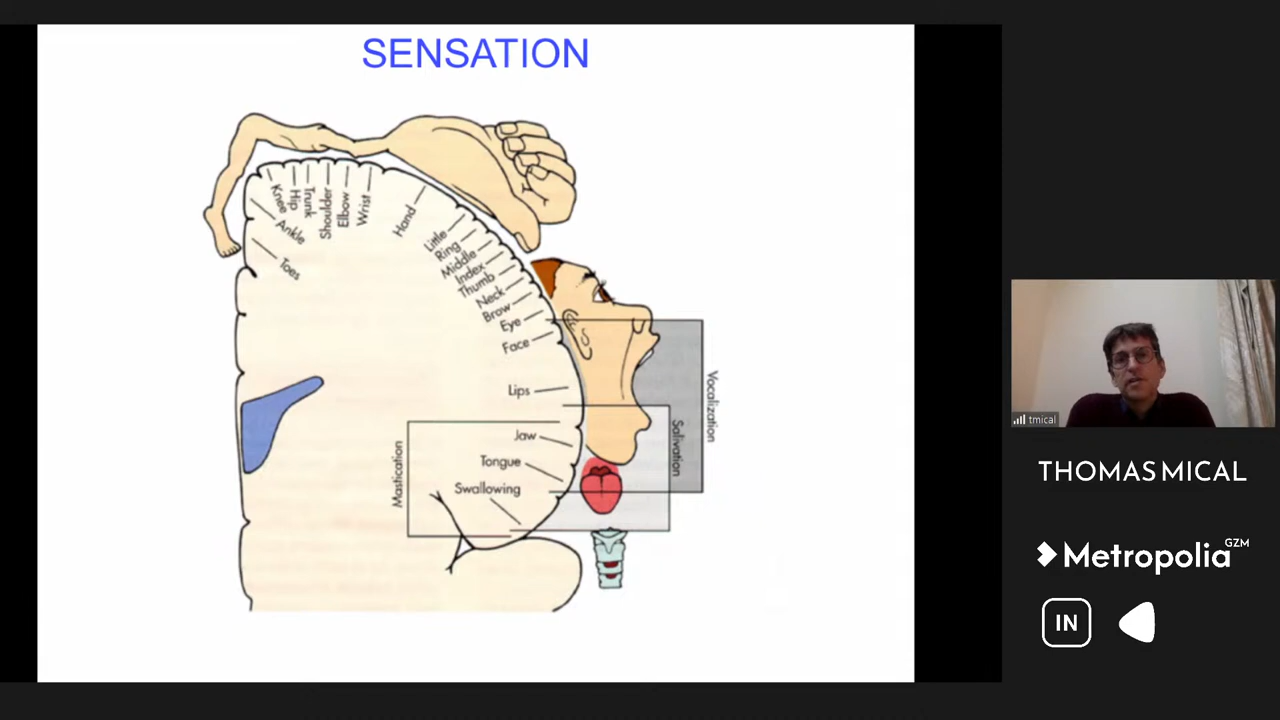 SENSATION
Toes
Ankle
Knee
Hip
Trunk
Shoulder
Elbow
Wrist
Hand
Little
Ring
Middle
Index
Thumb
Neck
Brow
Eye
Face
Lips
Jaw
Tongue
Swallowing
Mastication
Salivation
Vocalization
tmical
THOMAS MICAL
Metropolia GZM
IN